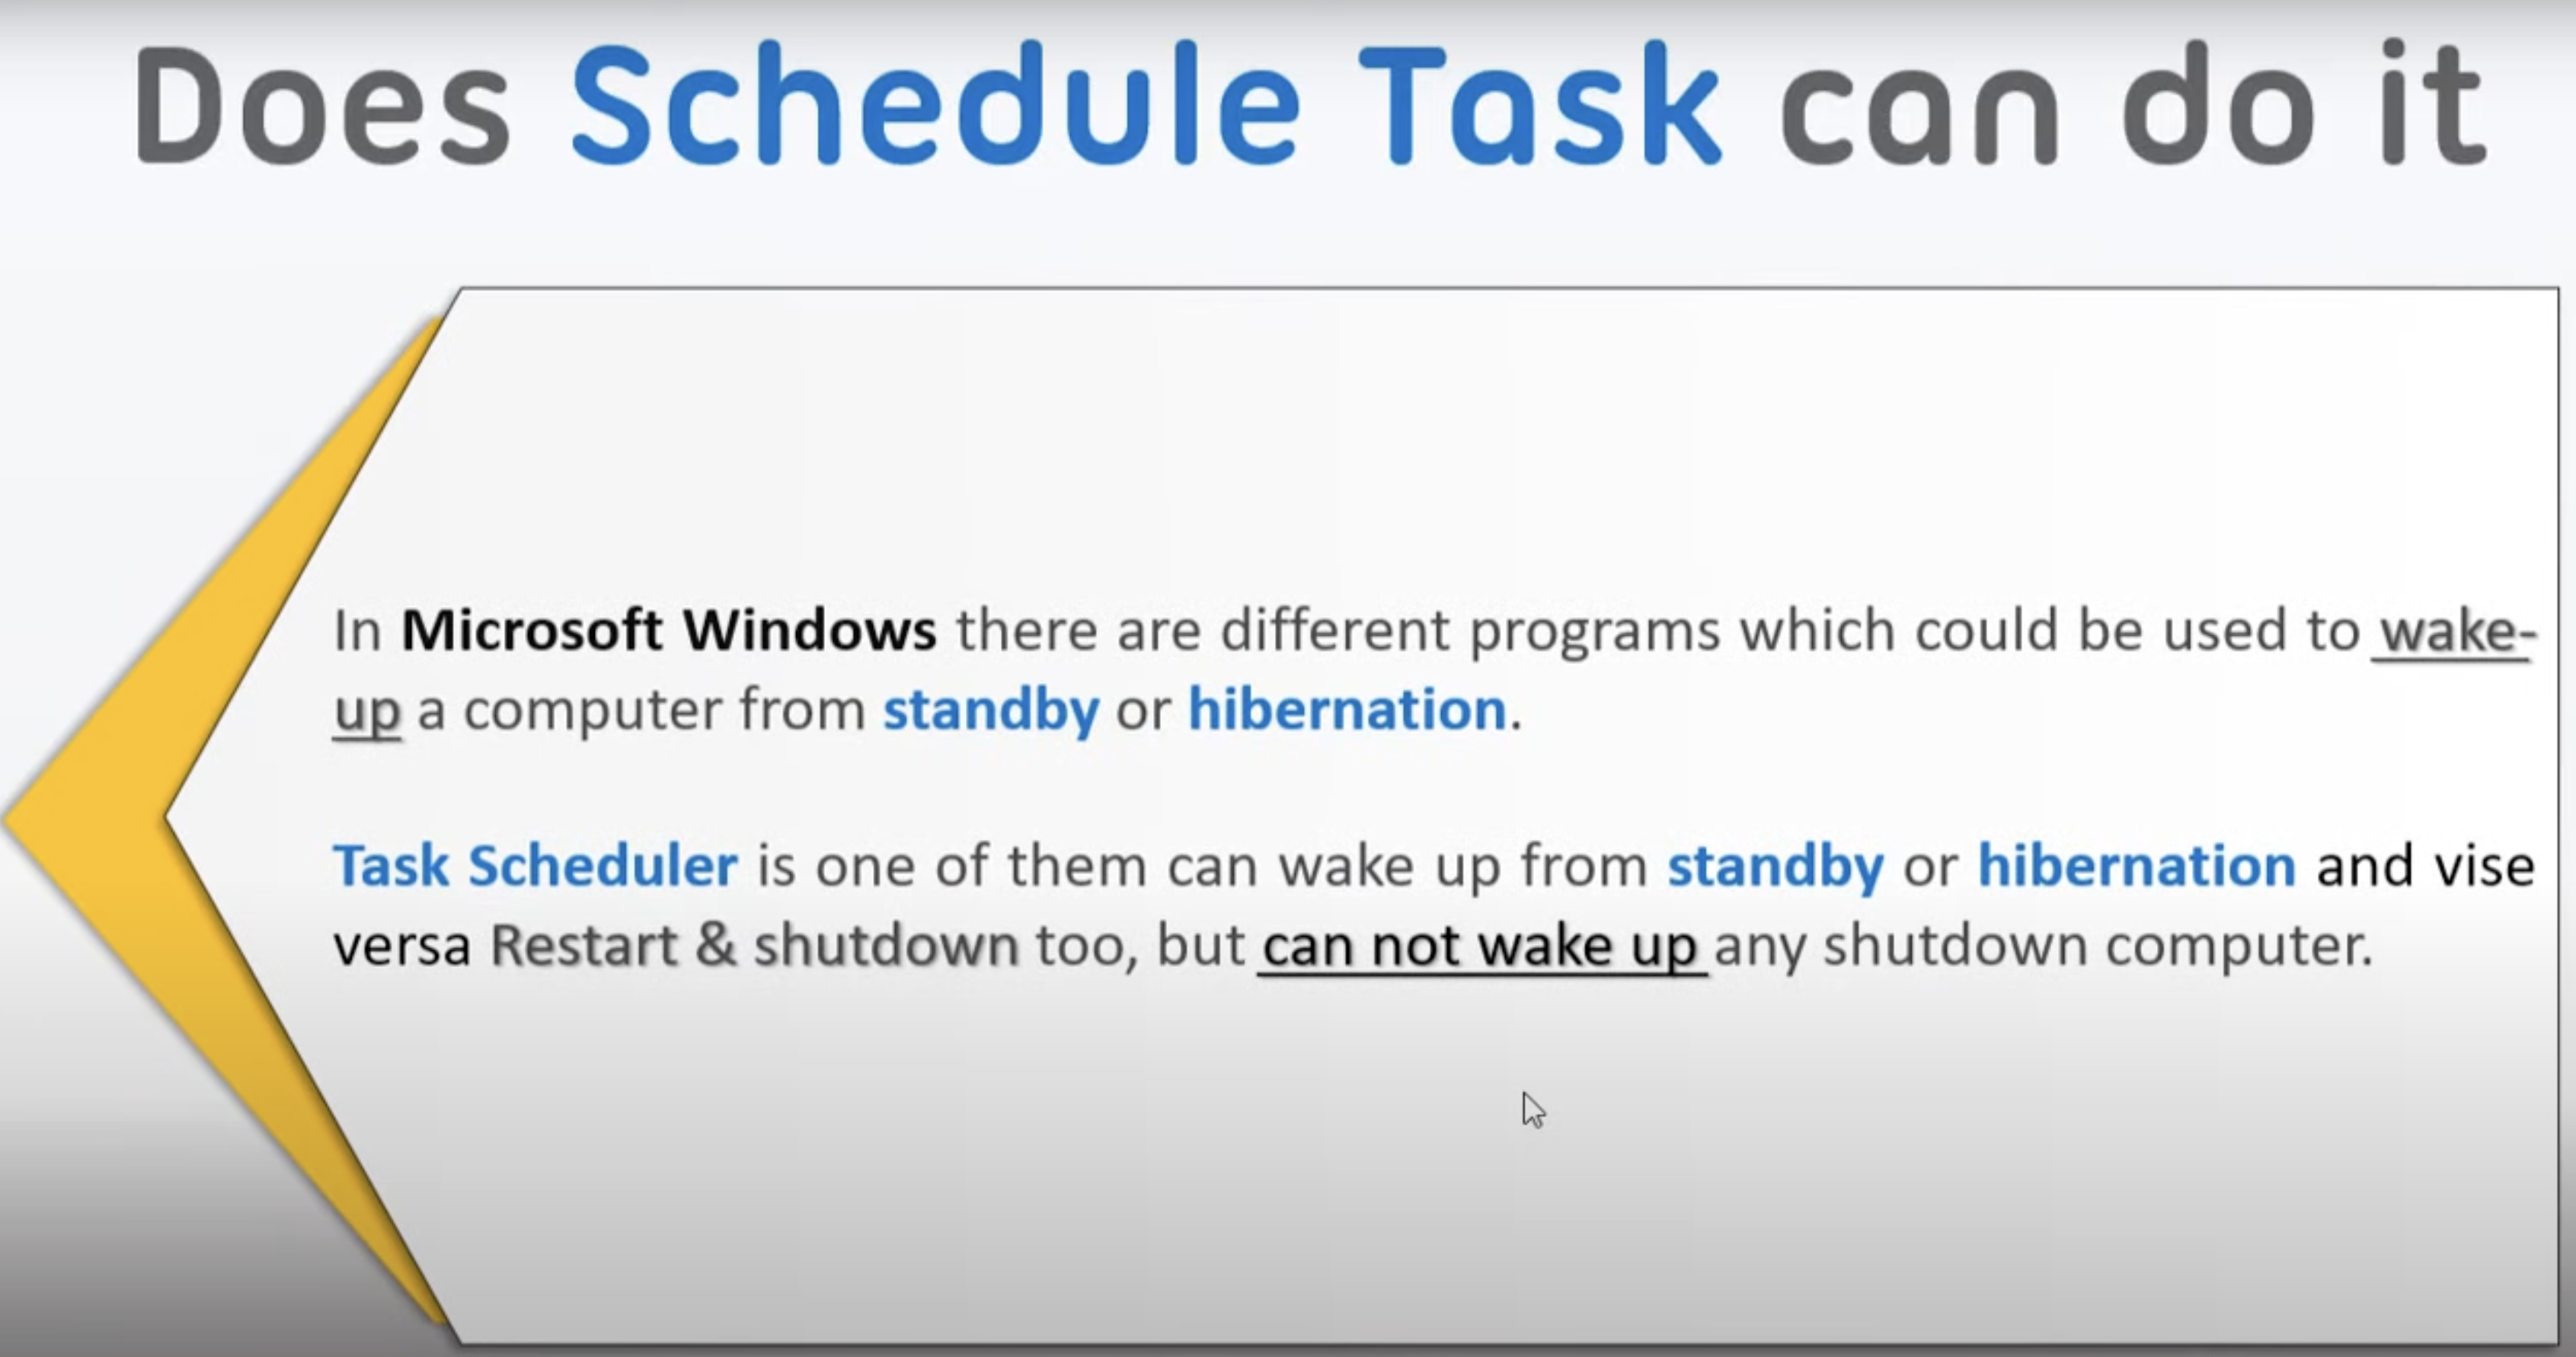 Does Schedule Task can do it
In Microsoft Windows there are different programs which could be used to wake-
up a computer from standby or hibernation.
Task Scheduler is one of them can wake up from standby or hibernation and vise
versa Restart & shutdown too, but can not wake up any shutdown computer.